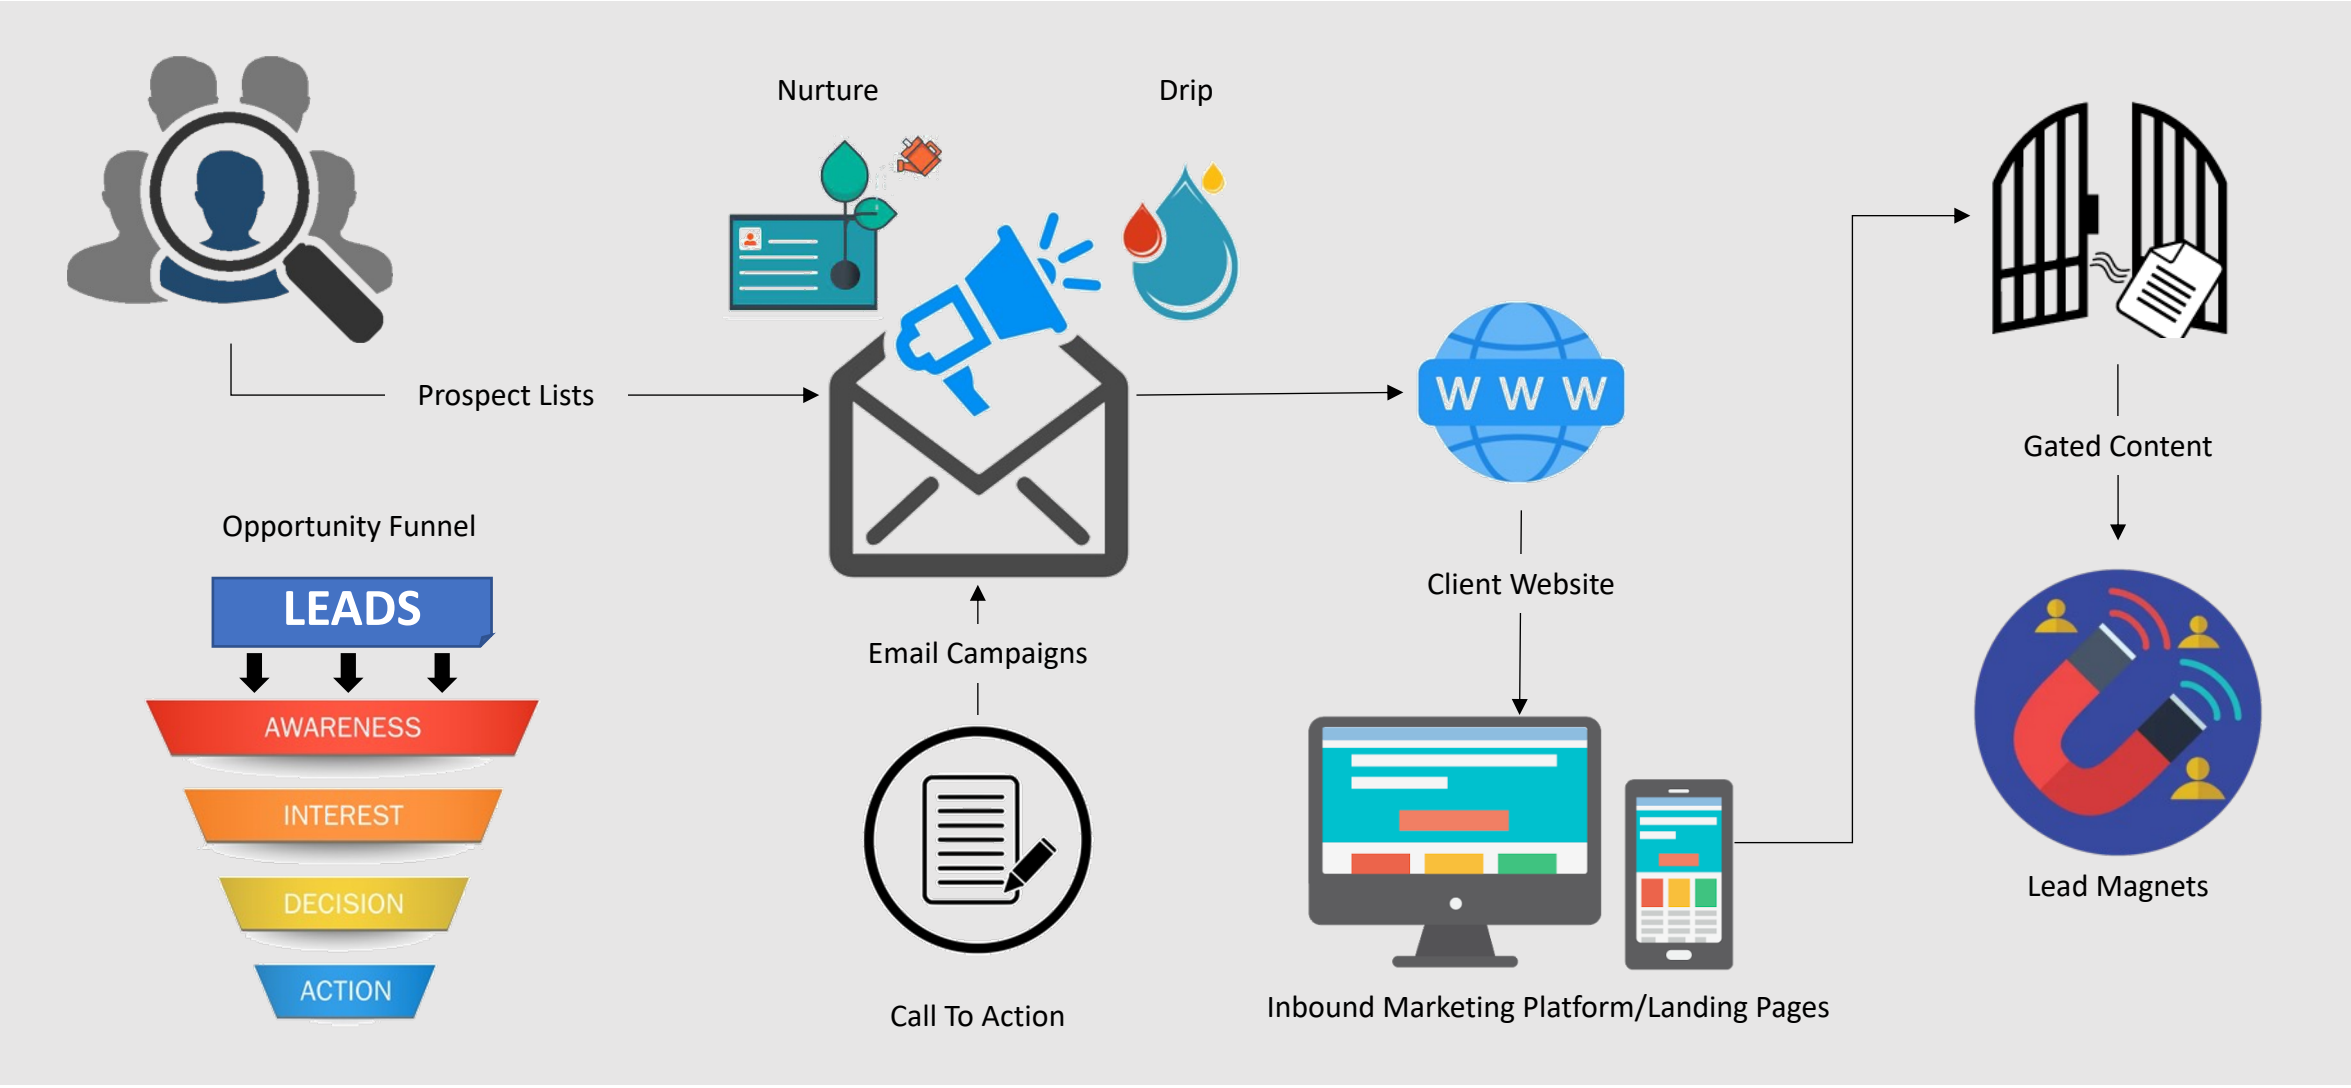 Nurture
Drip
Prospect Lists
W W W
Gated Content
Opportunity Funnel
LEADS
AWARENESS
INTEREST
DECISION
ACTION
Email Campaigns
Call To Action
Client Website
Inbound Marketing Platform/Landing Pages
Lead Magnets